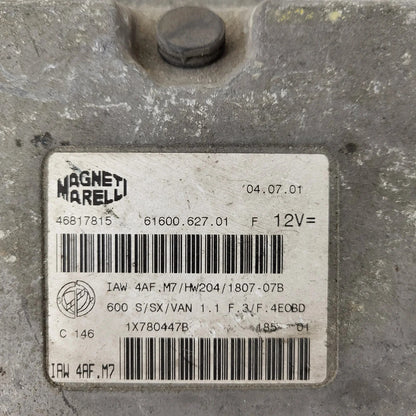 MAGNETI
MARELLI
'04.07.01
46817815 61600.627.01 F 12V=
IAW 4AF.M7/HW204/1807-07B
600 S/SX/VAN 1.1 F.3/F.4EOBD
C 146 1X780447B 185 01
IAW 4AF.M7